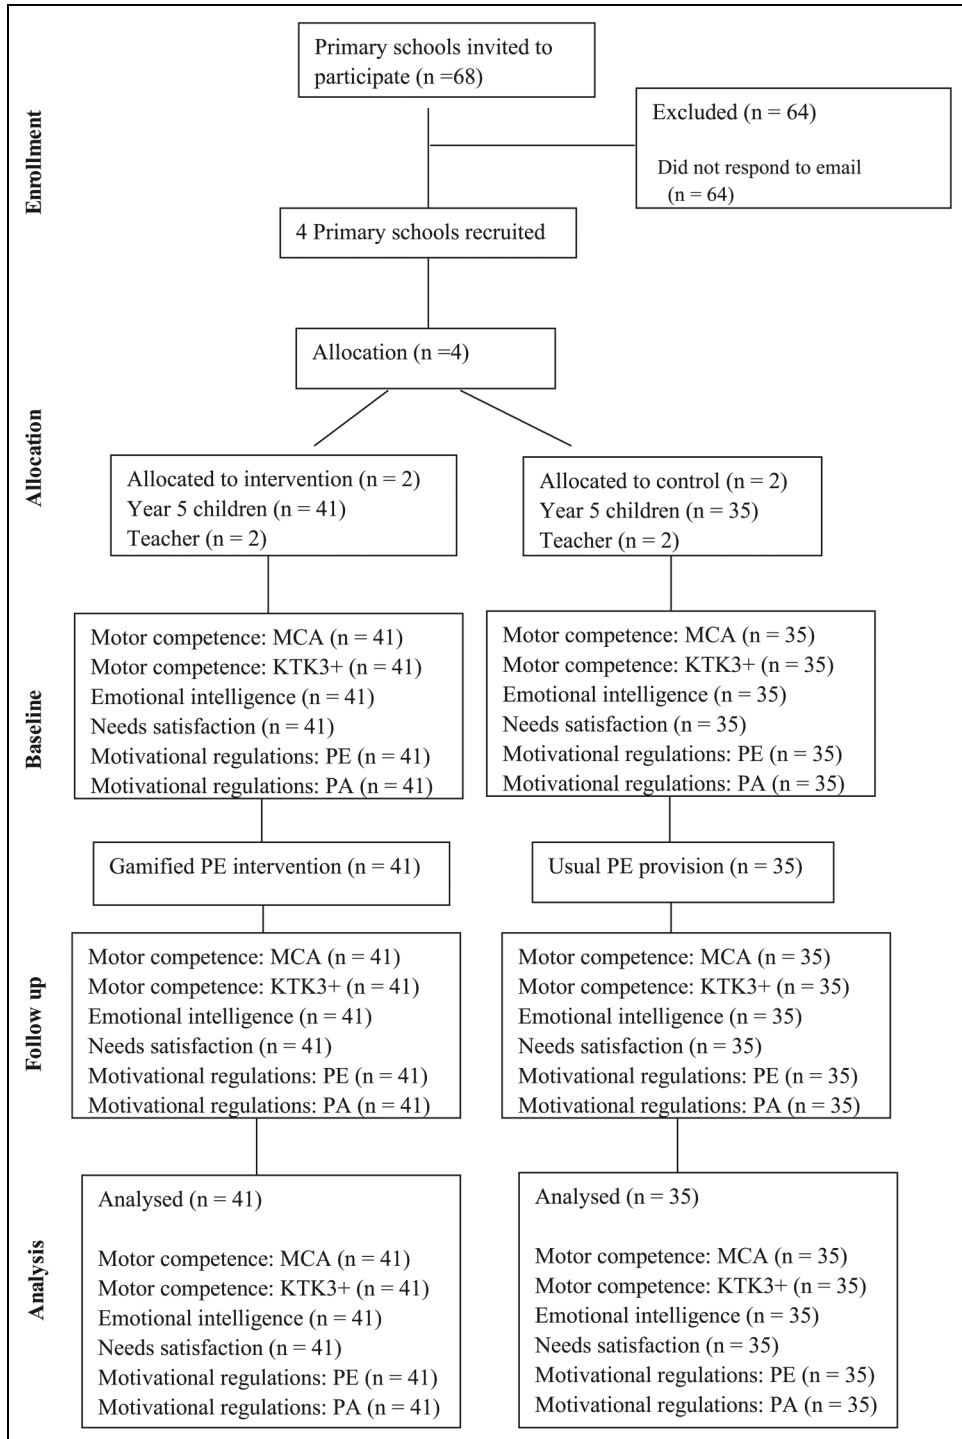 Primary schools invited to
participate (n =68)
Enrollment
Excluded (n = 64)
Did not respond to email
(n = 64)
4 Primary schools recruited
Allocation (n =4)
Allocation
Allocated to intervention (n = 2)
Year 5 children (n = 41)
Teacher (n = 2)
Allocated to control (n = 2)
Year 5 children (n = 35)
Teacher (n = 2)
Baseline
Motor competence: MCA (n = 41)
Motor competence: KTK3+ (n = 41)
Emotional intelligence (n = 41)
Needs satisfaction (n = 41)
Motivational regulations: PE (n = 41)
Motivational regulations: PA (n = 41)
Motor competence: MCA (n = 35)
Motor competence: KTK3+ (n = 35)
Emotional intelligence (n = 35)
Needs satisfaction (n = 35)
Motivational regulations: PE (n = 35)
Motivational regulations: PA (n = 35)
Gamified PE intervention (n = 41)
Usual PE provision (n = 35)
Follow up
Motor competence: MCA (n = 41)
Motor competence: KTK3+ (n = 41)
Emotional intelligence (n = 41)
Needs satisfaction (n = 41)
Motivational regulations: PE (n = 41)
Motivational regulations: PA (n = 41)
Motor competence: MCA (n = 35)
Motor competence: KTK3+ (n = 35)
Emotional intelligence (n = 35)
Needs satisfaction (n = 35)
Motivational regulations: PE (n = 35)
Motivational regulations: PA (n = 35)
Analysis
Analysed (n = 41)
Motor competence: MCA (n = 41)
Motor competence: KTK3+ (n = 41)
Emotional intelligence (n = 41)
Needs satisfaction (n = 41)
Motivational regulations: PE (n = 41)
Motivational regulations: PA (n = 41)
Analysed (n = 35)
Motor competence: MCA (n = 35)
Motor competence: KTK3+ (n = 35)
Emotional intelligence (n = 35)
Needs satisfaction (n = 35)
Motivational regulations: PE (n = 35)
Motivational regulations: PA (n = 35)